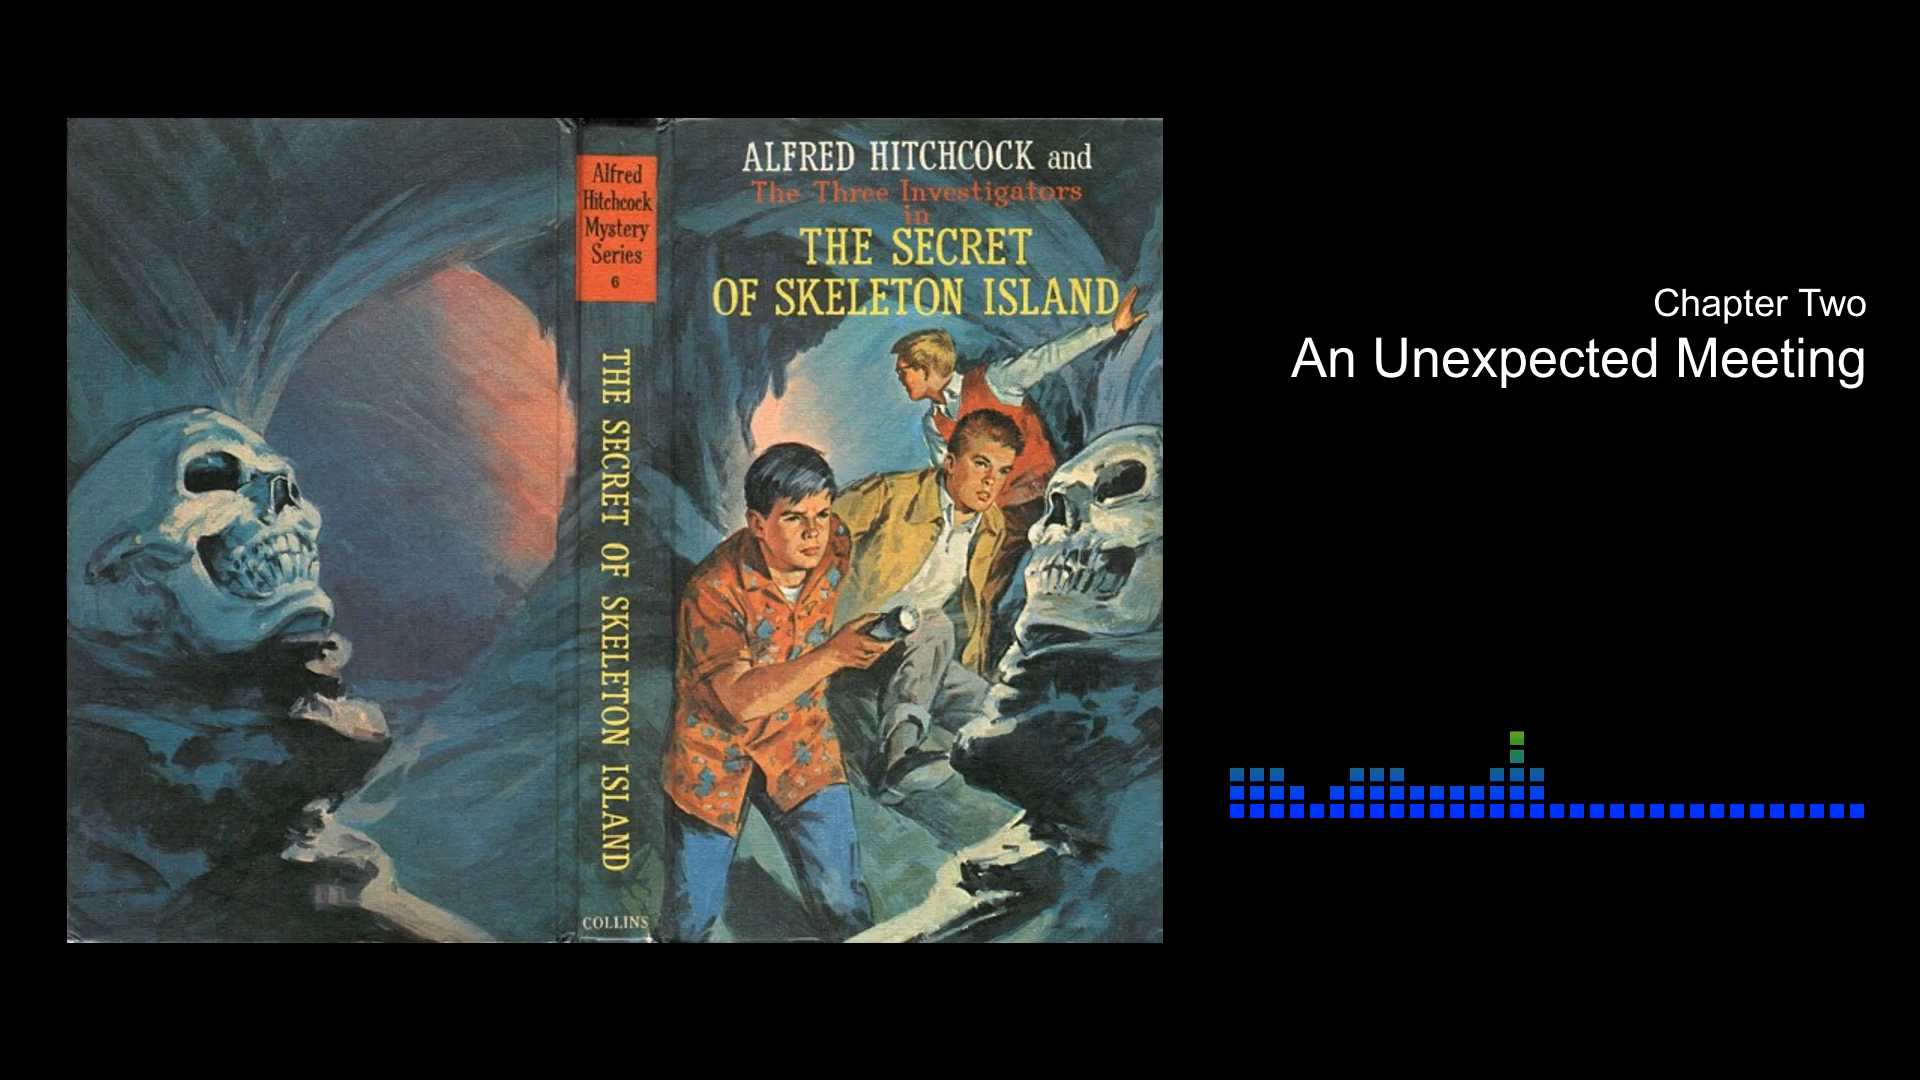 Alfred
Hitchcock
Mystery
Series
6
THE SECRET OF SKELETON ISLAND
COLLINS
ALFRED HITCHCOCK and
The Three Investigators
in
THE SECRET
OF SKELETON ISLAND
Chapter Two
An Unexpected Meeting